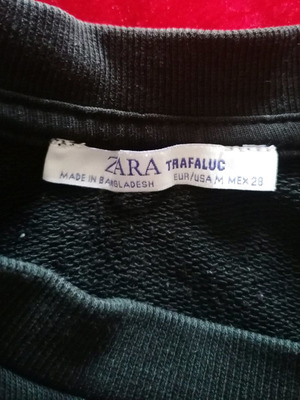 ZARA TRAFALUC
MADE IN BANGLADESH EUR/USA M MEX 28